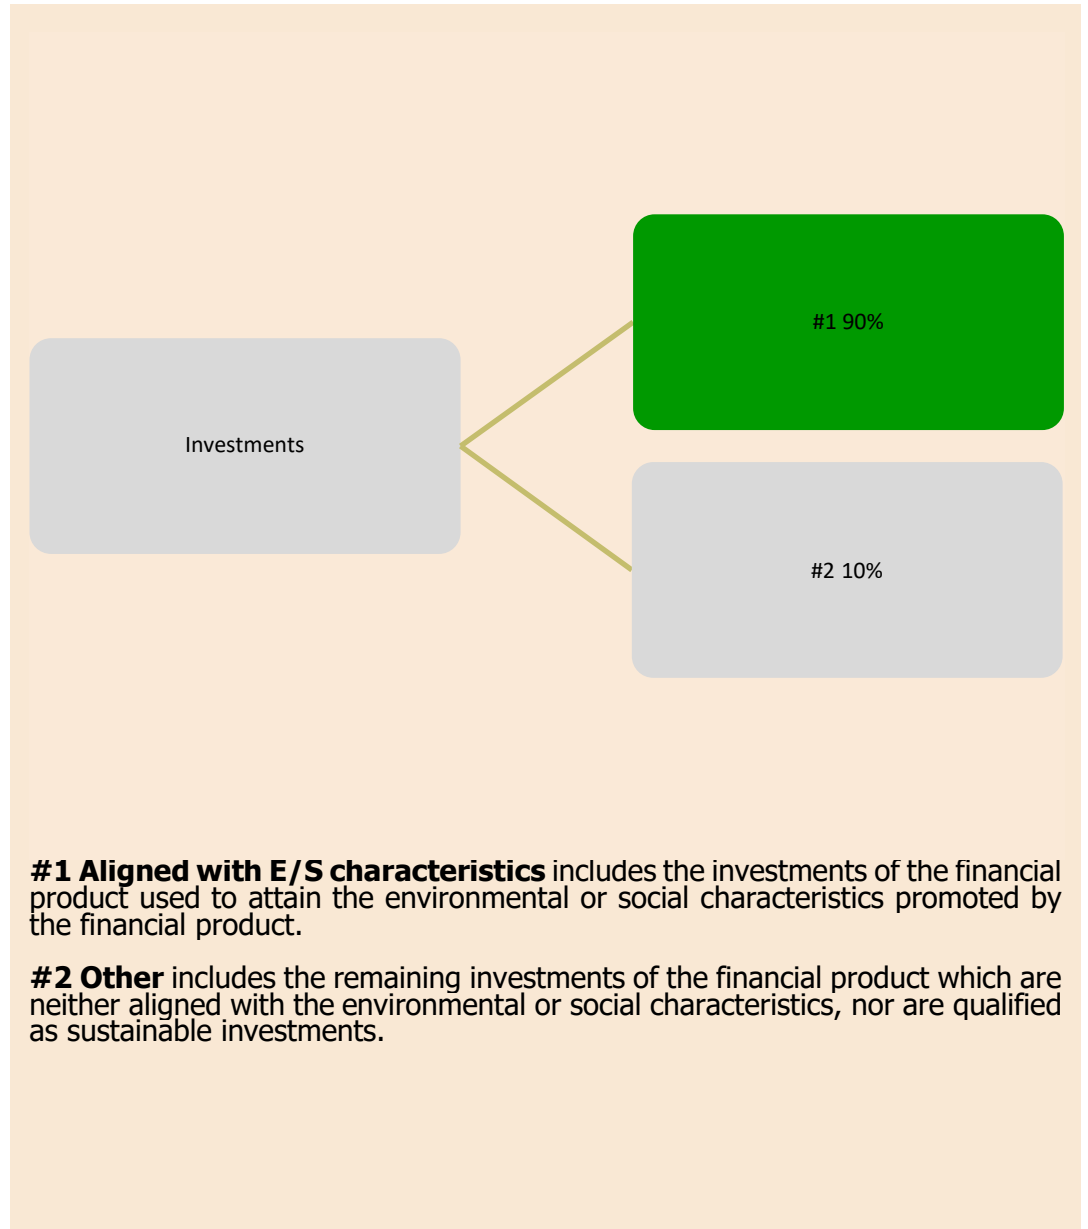 #1 90%
Investments
#2 10%
#1 Aligned with E/S characteristics includes the investments of the financial
product used to attain the environmental or social characteristics promoted by
the financial product.
#2 Other includes the remaining investments of the financial product which are
neither aligned with the environmental or social characteristics, nor are qualified
as sustainable investments.